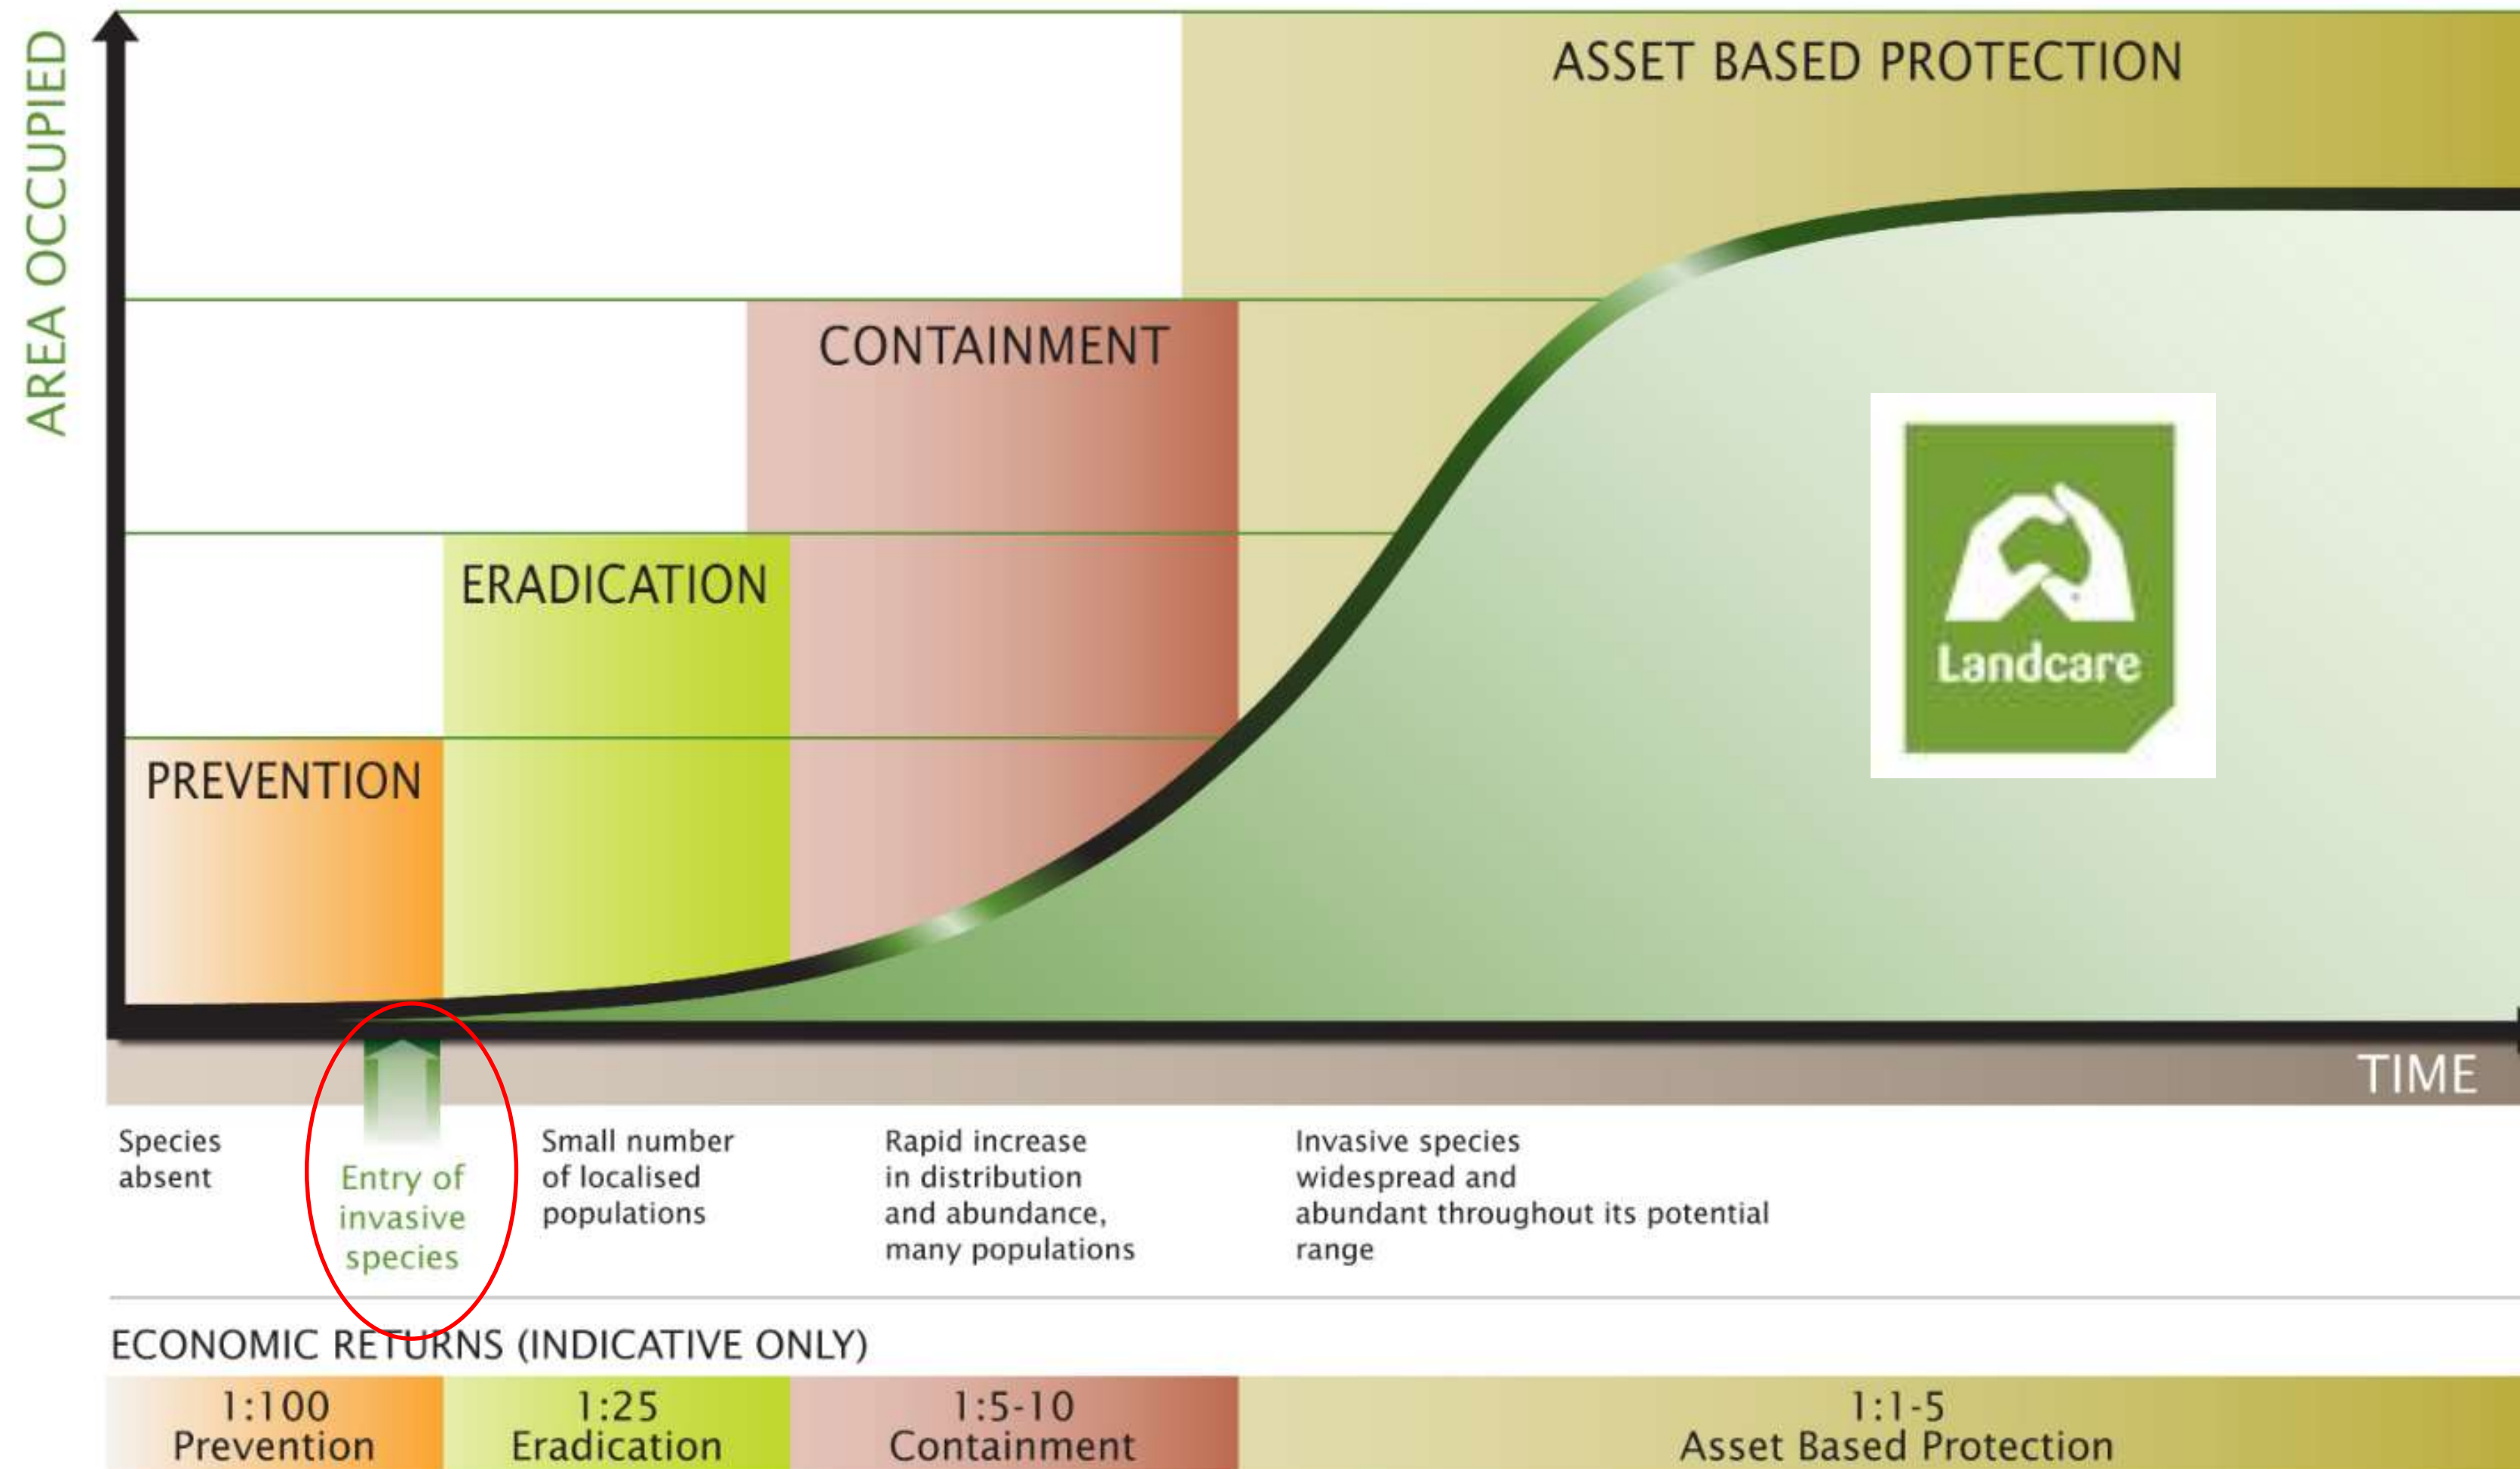 AREA OCCUPIED
ASSET BASED PROTECTION
CONTAINMENT
ERADICATION
PREVENTION
Landcare
TIME
Species
absent
Entry of
invasive
species
Small number
of localised
populations
Rapid increase
in distribution
and abundance,
many populations
Invasive species
widespread and
abundant throughout its potential
range
ECONOMIC RETURNS (INDICATIVE ONLY)
1:100
Prevention
1:25
Eradication
1:5-10
Containment
1:1-5
Asset Based Protection